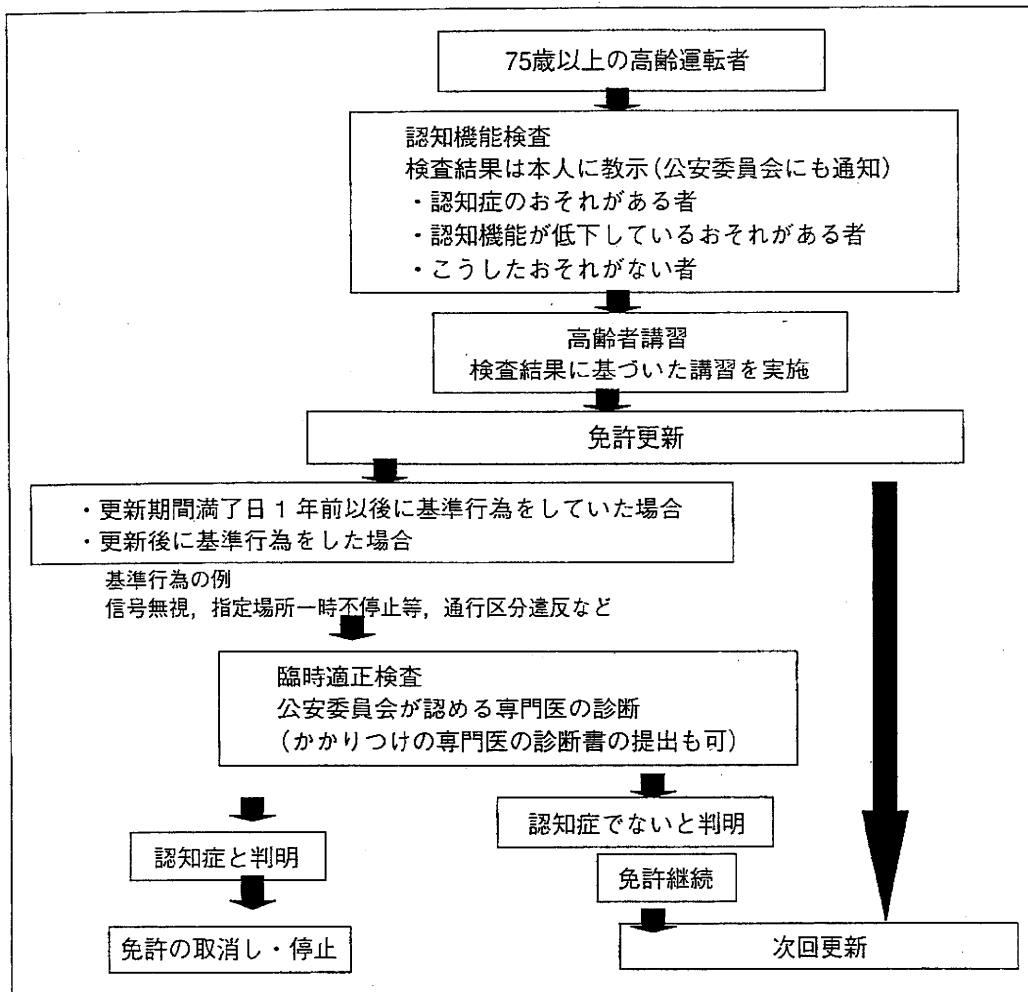 75歳以上の高齢運転者
認知機能検査
検査結果は本人に教示（公安委員会にも通知）
・認知症のおそれがある者
・認知機能が低下しているおそれがある者
・こうしたおそれがない者
高齢者講習
検査結果に基づいた講習を実施
免許更新
・更新期間満了日1年前以後に基準行為をしていた場合
・更新後に基準行為をした場合
基準行為の例
信号無視，指定場所一時不停止等，通行区分違反など
臨時適正検査
公安委員会が認める専門医の診断
（かかりつけの専門医の診断書の提出も可）
認知症でないと判明
認知症と判明
免許継続
免許の取消し・停止
次回更新